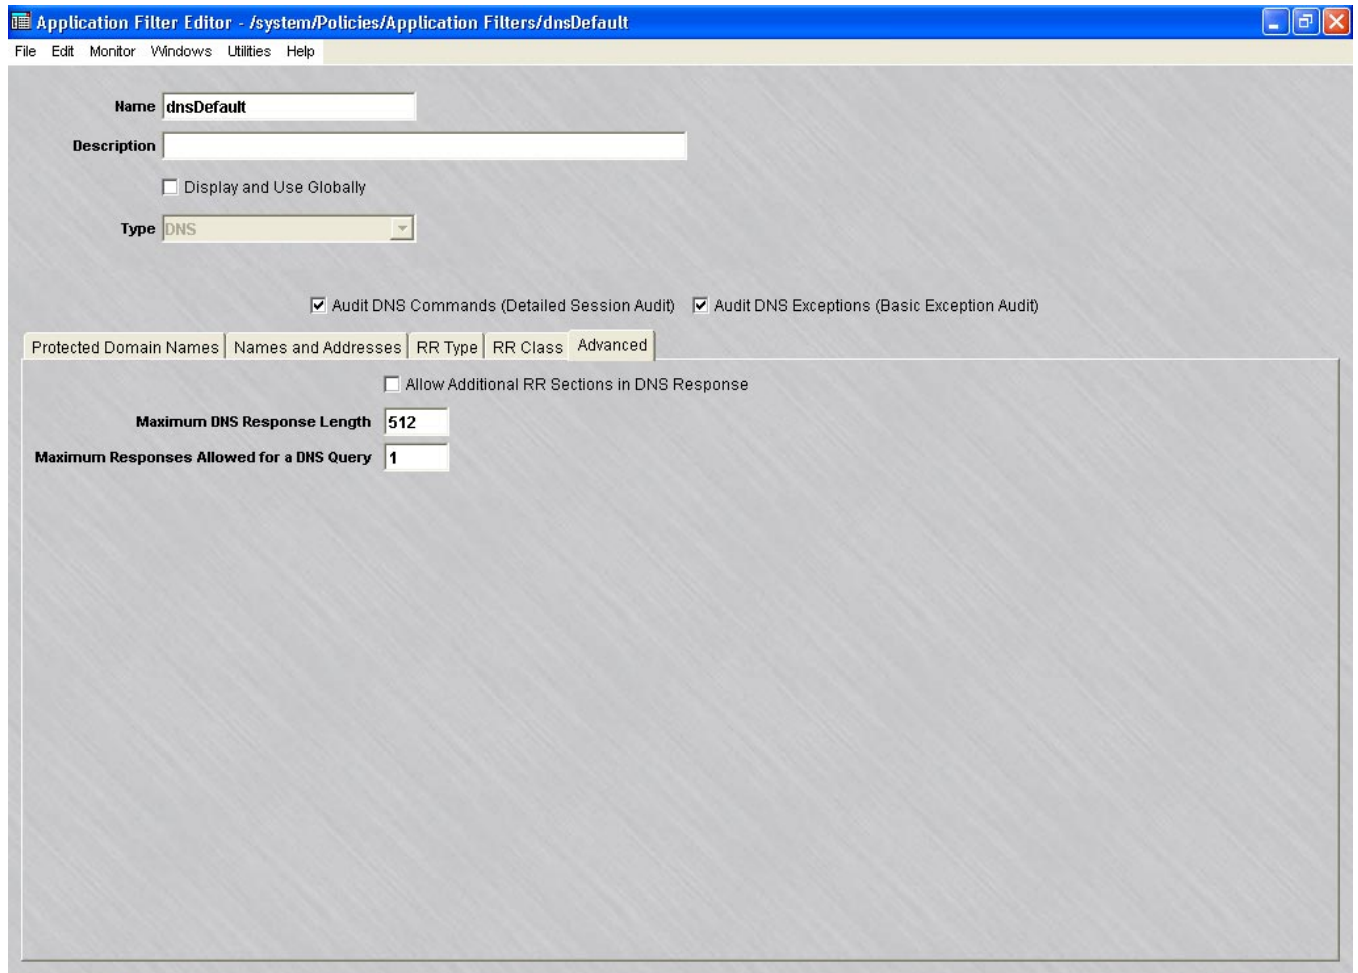 Application Filter Editor - /system/Policies/Application Filters/dnsDefault
File Edit Monitor Windows Utilities Help
Name dnsDefault
Description
Display and Use Globally
Type DNS
Audit DNS Commands (Detailed Session Audit) Audit DNS Exceptions (Basic Exception Audit)
Protected Domain Names Names and Addresses RR Type RR Class Advanced
Allow Additional RR Sections in DNS Response
Maximum DNS Response Length 512
Maximum Responses Allowed for a DNS Query 1